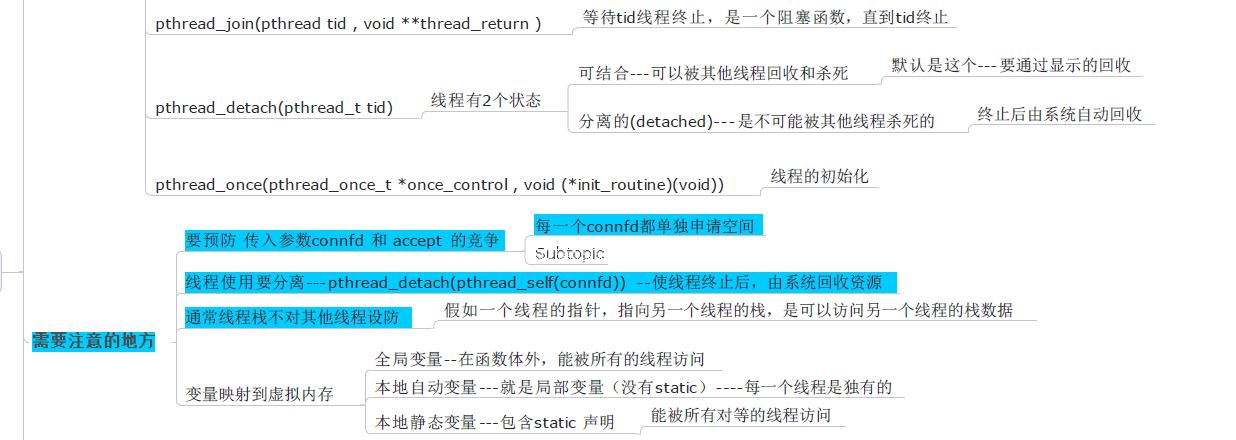 pthread_join(pthread tid , void **thread_return )
等待tid线程终止，是一个阻塞函数，直到tid终止
pthread_detach(pthread_t tid)
线程有2个状态
可结合---可以被其他线程回收和杀死
默认是这个---要通过显示的回收
分离的(detached)---是不可能被其他线程杀死的
终止后由系统自动回收
pthread_once(pthread_once_t *once_control , void (*init_routine)(void))
线程的初始化
需要注意的地方
要预防 传入参数connfd 和 accept 的竞争
每一个connfd都单独申请空间
Subtopic
线程使用要分离---pthread_detach(pthread_self(connfd)) --使线程终止后，由系统回收资源
通常线程栈不对其他线程设防
假如一个线程的指针，指向另一个线程的栈，是可以访问另一个线程的栈数据
变量映射到虚拟内存
全局变量--在函数体外，能被所有的线程访问
本地自动变量---就是局部变量（没有static）----每一个线程是独有的
本地静态变量---包含static 声明
能被所有对等的线程访问